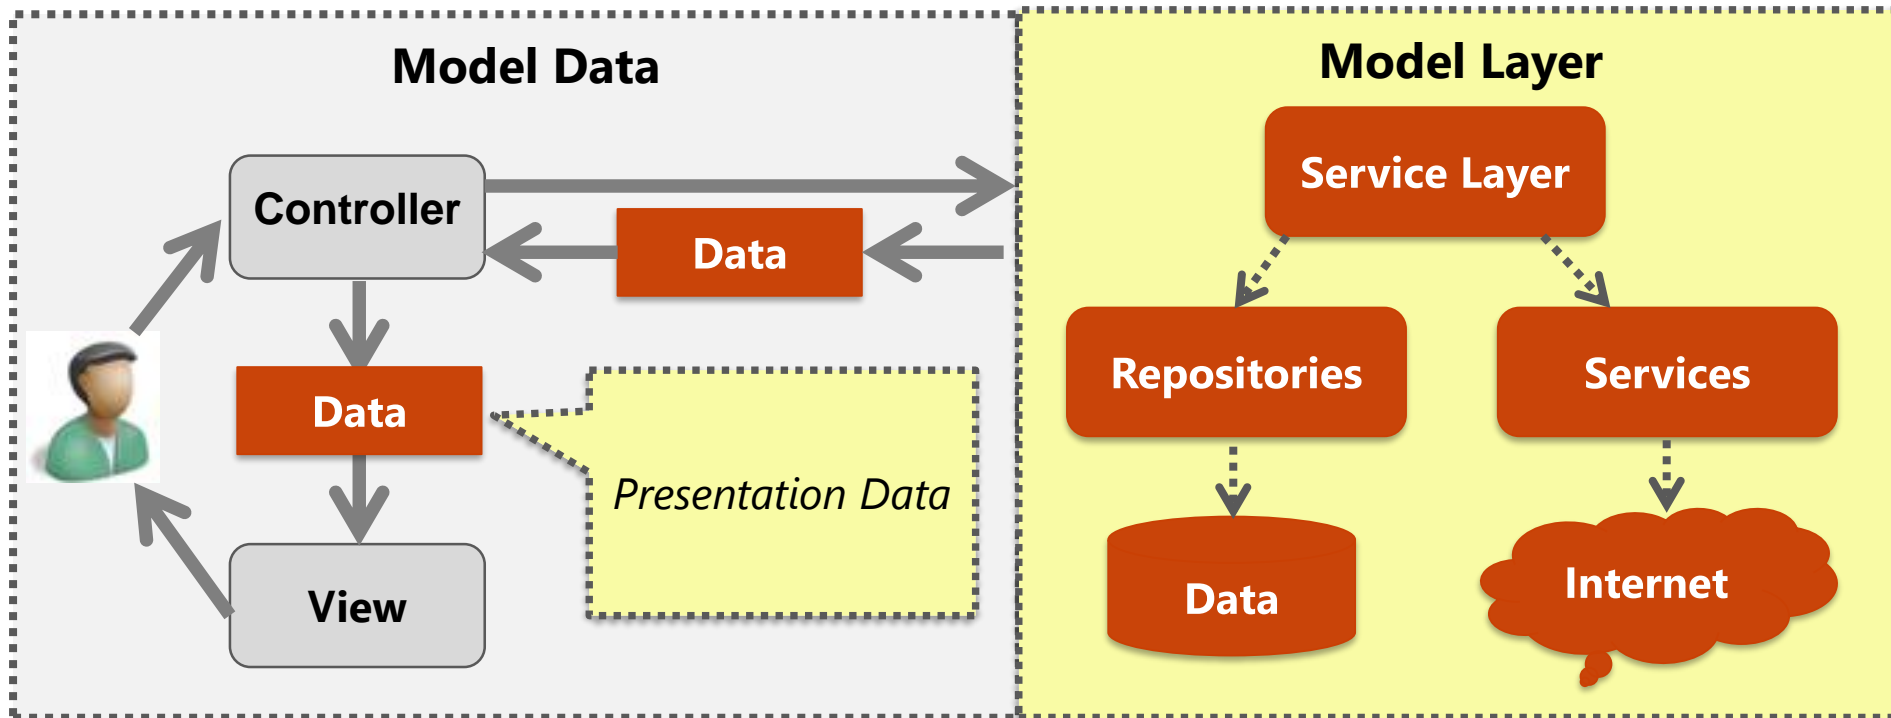 Model Data
Controller
Data
Data
Presentation Data
View
Model Layer
Service Layer
Repositories
Services
Data
Internet